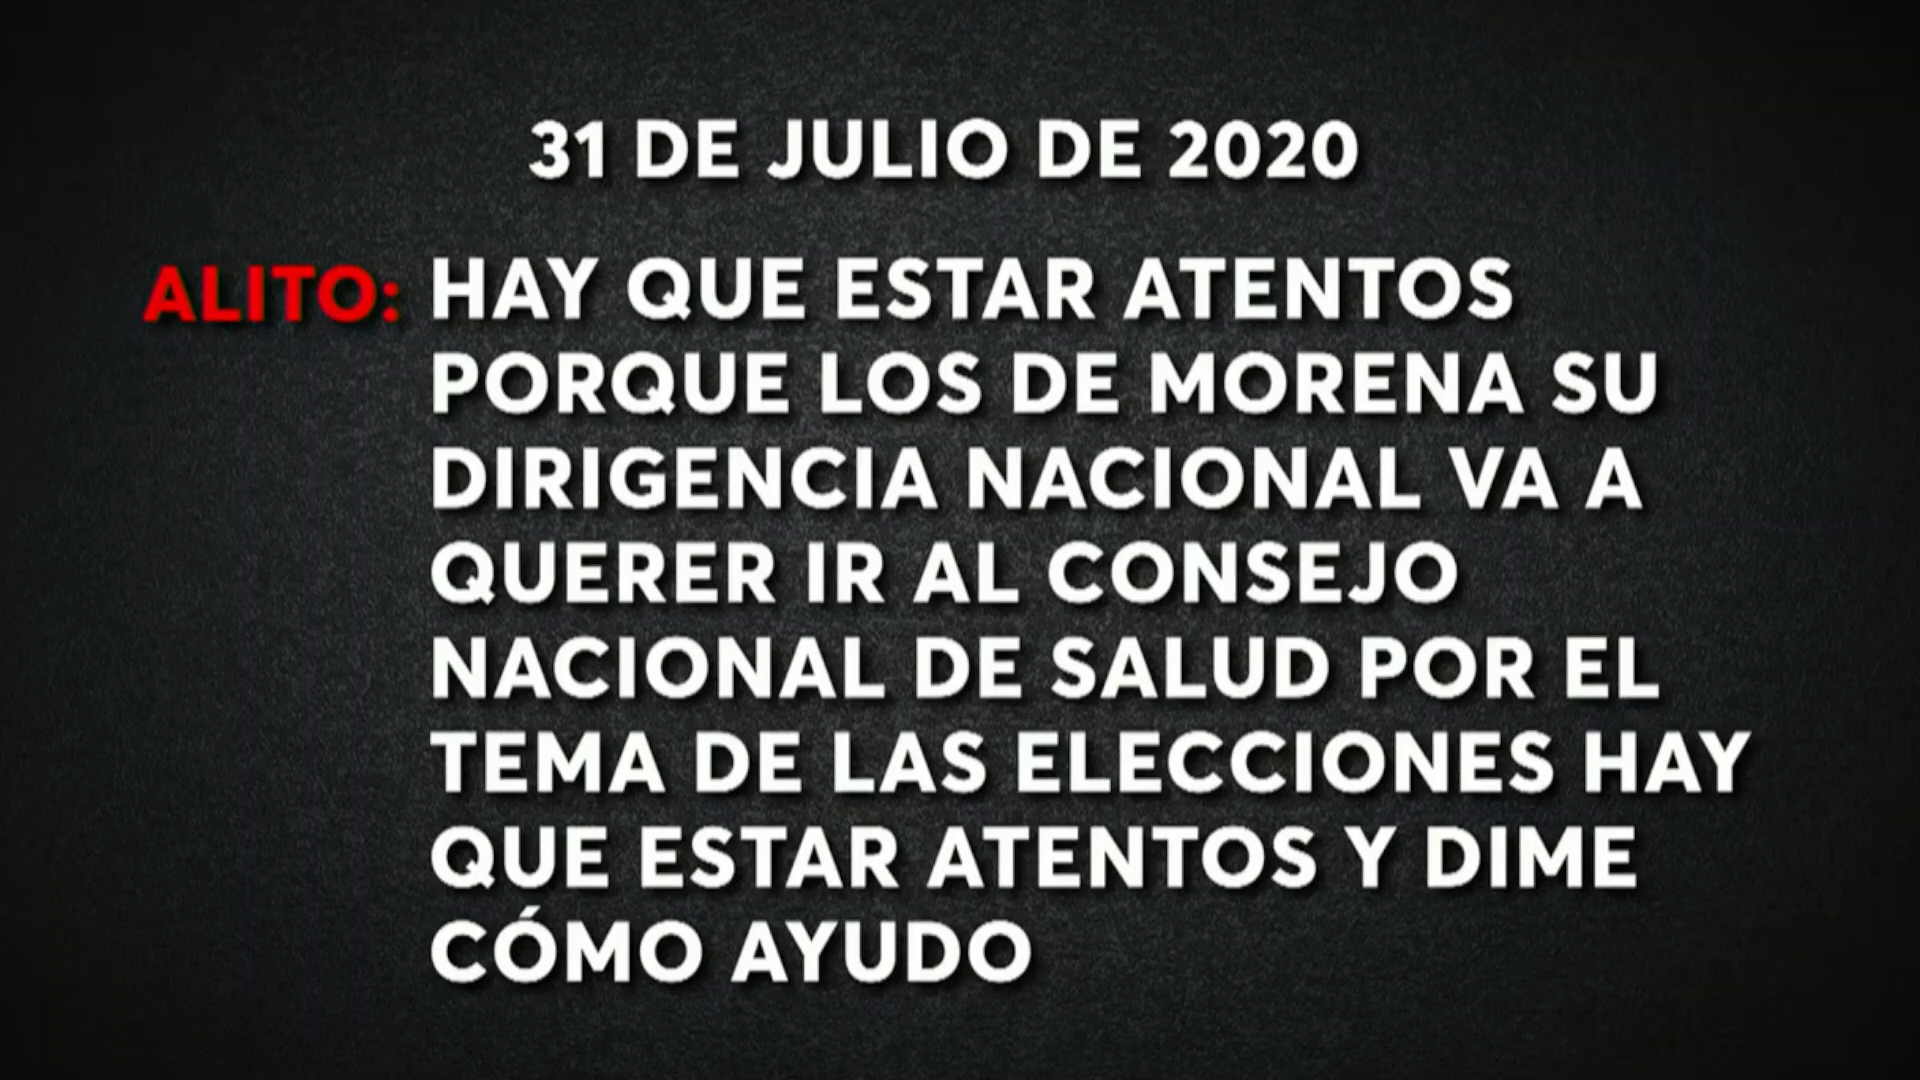 31 DE JULIO DE 2020
ALITO: HAY QUE ESTAR ATENTOS
PORQUE LOS DE MORENA SU
DIRIGENCIA NACIONAL VA A
QUERER IR AL CONSEJO
NACIONAL DE SALUD POR EL
TEMA DE LAS ELECCIONES HAY
QUE ESTAR ATENTOS Y DIME
CÓMO AYUDO